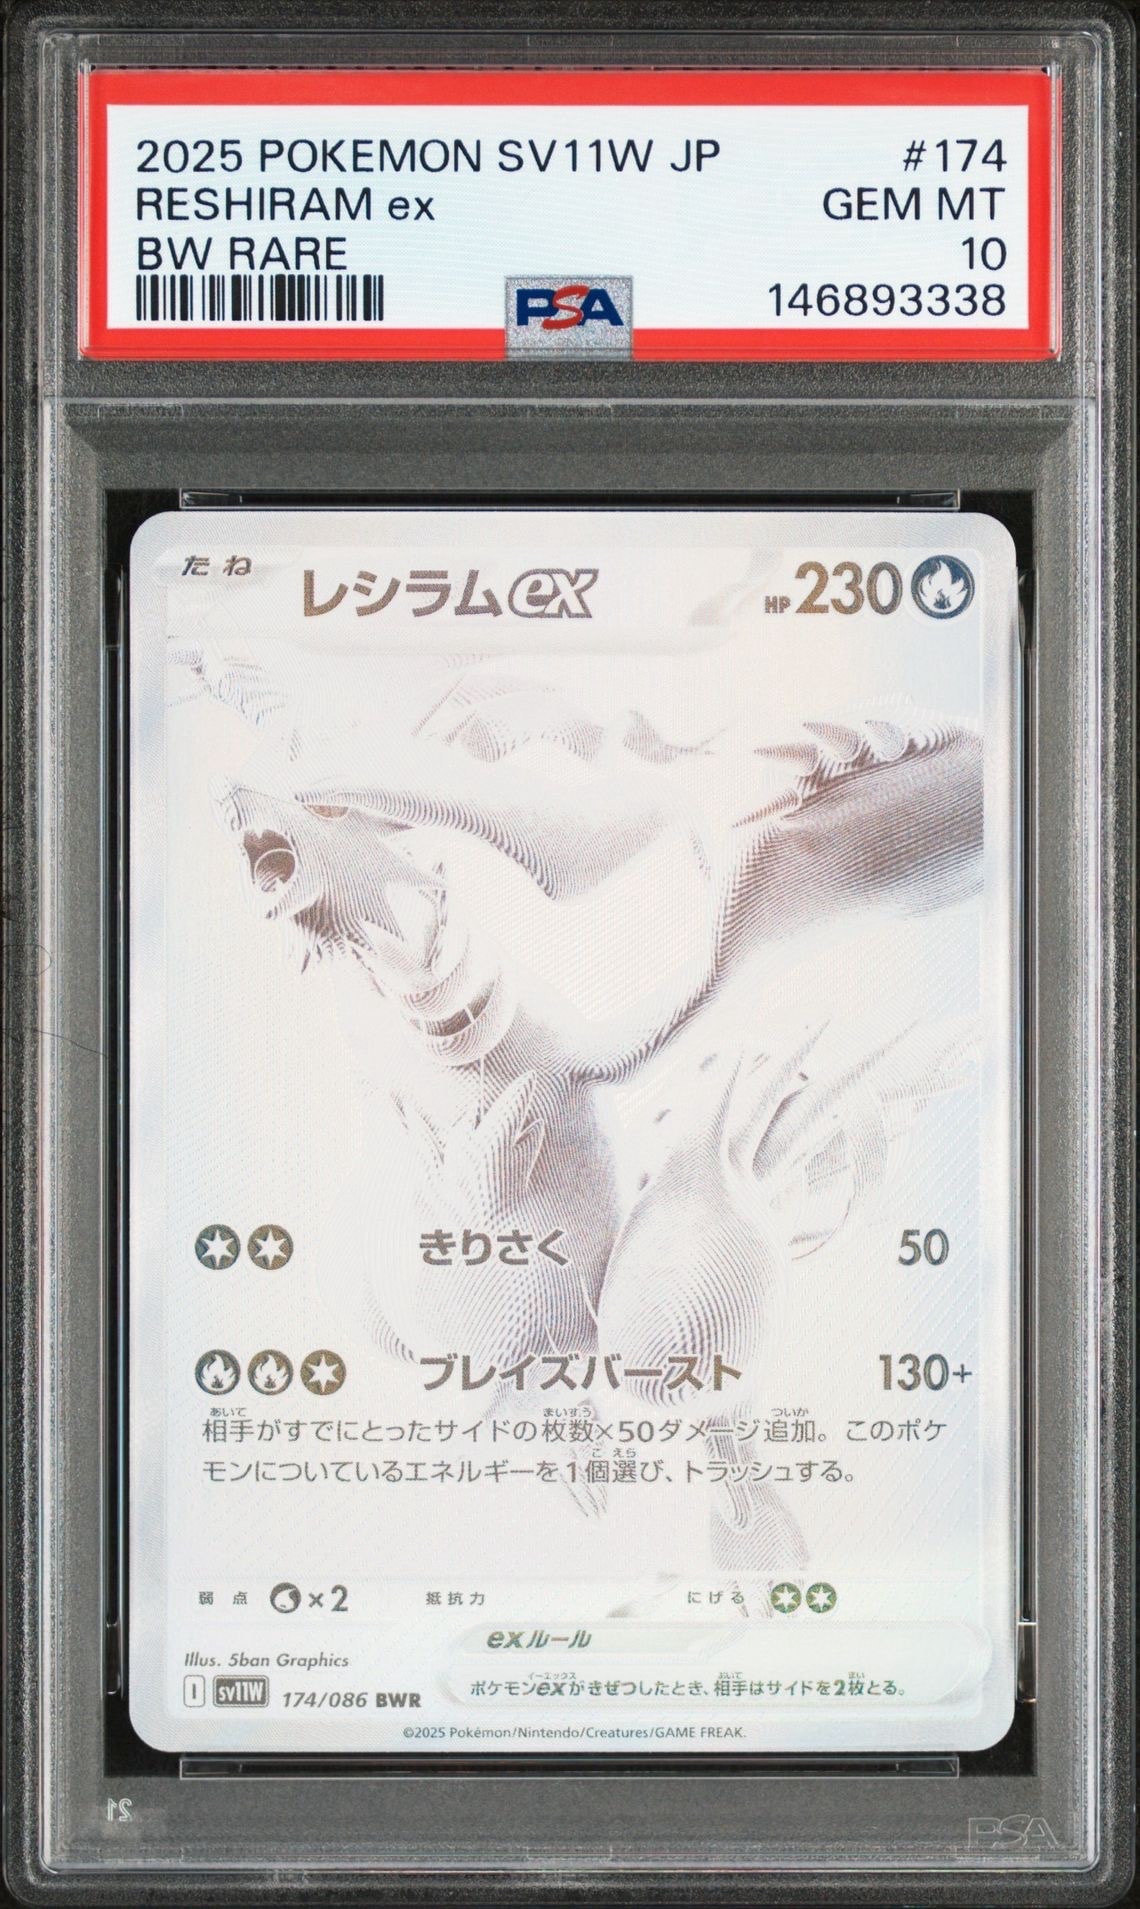 2025 POKEMON SV11W JP #174
RESHIRAM ex GEM MT
BW RARE 10
PSA 146893338
たね レシラムex HP230
きりさく 50
ブレイズバースト 130+
相手がすでにとったサイドの枚数×50ダメージ追加。このポケ
モンについているエネルギーを1個選び、トラッシュする。
弱点 ×2 抵抗力 にげる
exルール
ポケモンexがきぜつしたとき、相手はサイドを2枚とる。
Illus. 5ban Graphics
I sv11W 174/086 BWR
©2025 Pokémon/Nintendo/Creatures/GAME FREAK.
21
PSA